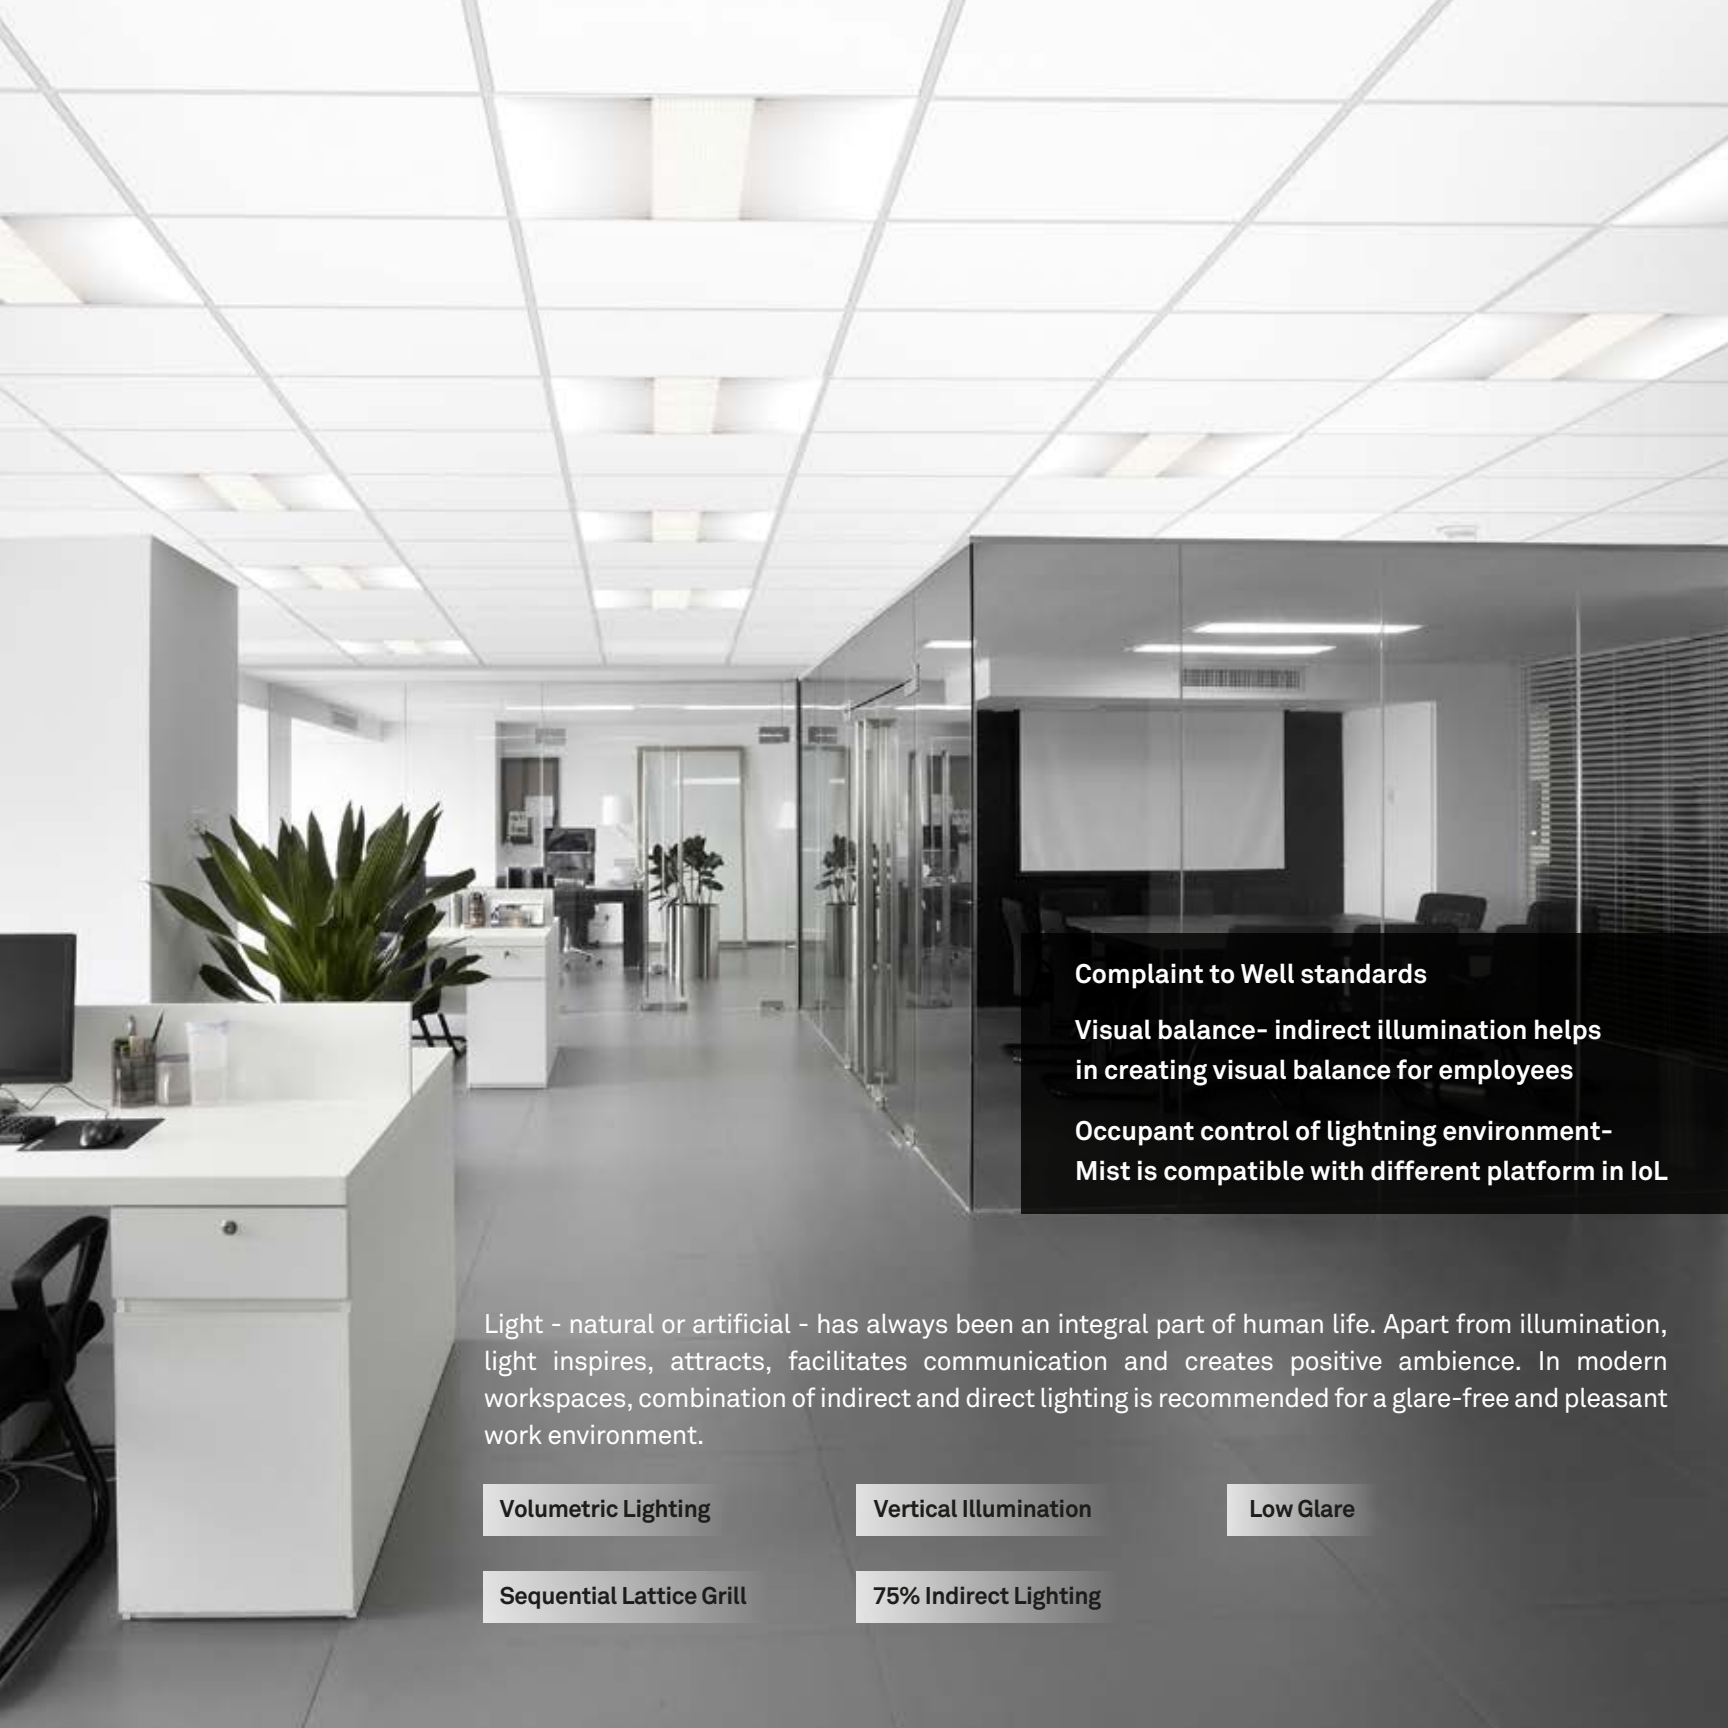 Complaint to Well standards
Visual balance- indirect illumination helps
in creating visual balance for employees
Occupant control of lightning environment-
Mist is compatible with different platform in IoL
Light - natural or artificial - has always been an integral part of human life. Apart from illumination,
light inspires, attracts, facilitates communication and creates positive ambience. In modern
workspaces, combination of indirect and direct lighting is recommended for a glare-free and pleasant
work environment.
Volumetric Lighting
Vertical Illumination
Low Glare
Sequential Lattice Grill
75% Indirect Lighting